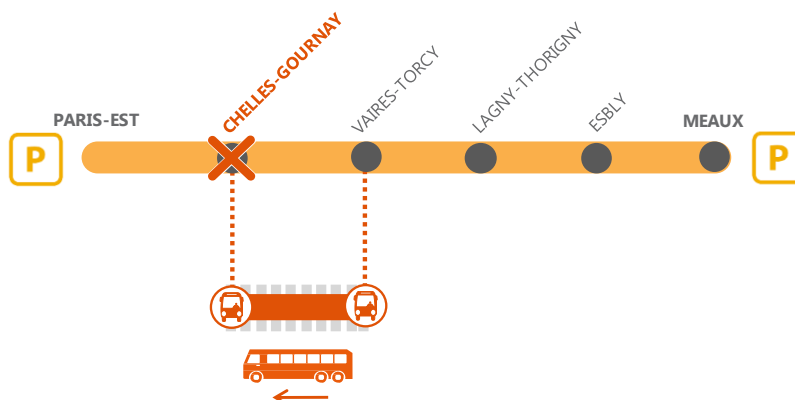 CHELLES-GOURNAY
VAIRES-TORCY
LAGNY-THORIGNY
ESBLY
PARIS-EST
MEAUX
P
P